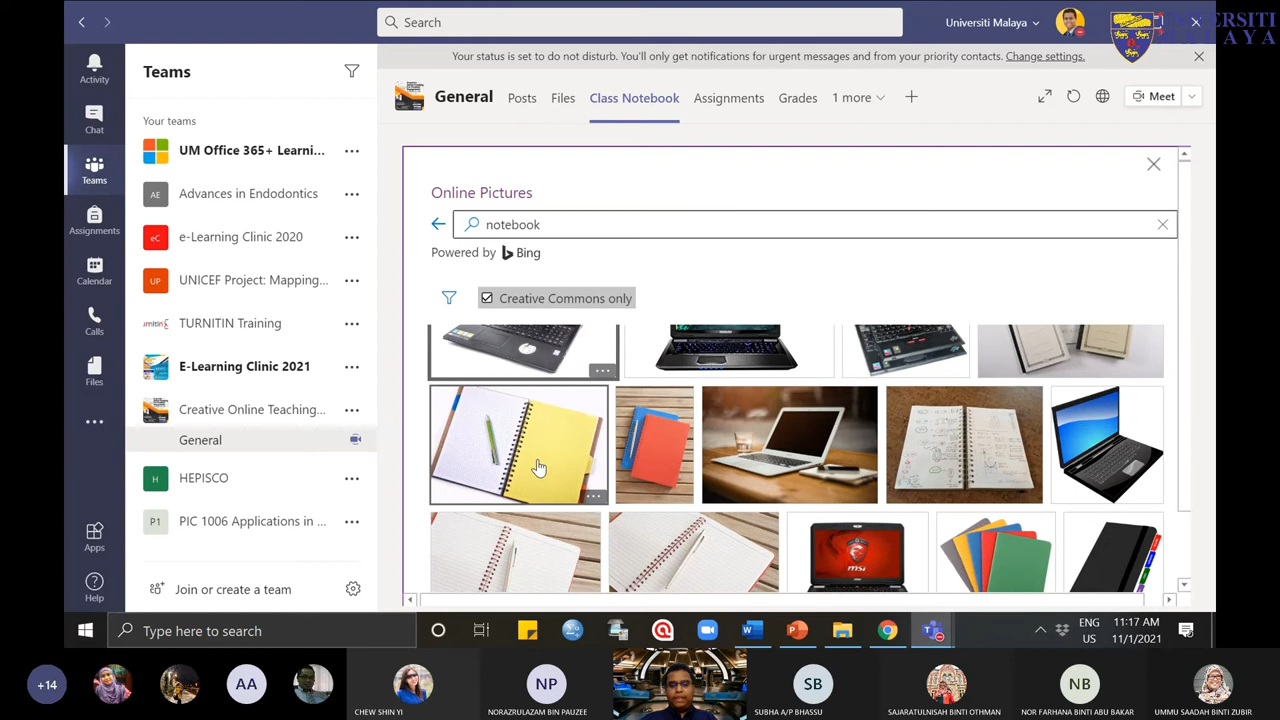 Search
Universiti Malaya
UNIVERSITI
MALAYA
Your status is set to do not disturb. You'll only get notifications for urgent messages and from your priority contacts. Change settings.
Activity
Chat
Teams
Assignments
Calendar
Calls
Files
Apps
Help
Teams
Your teams
UM Office 365+ Learni...
AE Advances in Endodontics
eC e-Learning Clinic 2020
UP UNICEF Project: Mapping...
TURNITIN Training
E-Learning Clinic 2021
Creative Online Teaching...
General
H HEPISCO
P1 PIC 1006 Applications in ...
Join or create a team
General Posts Files Class Notebook Assignments Grades 1 more
Meet
Online Pictures
notebook
Powered by Bing
Creative Commons only
msi
Type here to search
ENG
US
11:17 AM
11/1/2021
+14
AA
CHEW SHIN YI
NP
NORAZRULAZAM BIN PAUZEE
SB
SUBHA A/P BHASSU
SAJARATULNISAH BINTI OTHMAN
NB
NOR FARHANA BINTI ABU BAKAR
UMMU SAADAH BINTI ZUBIR